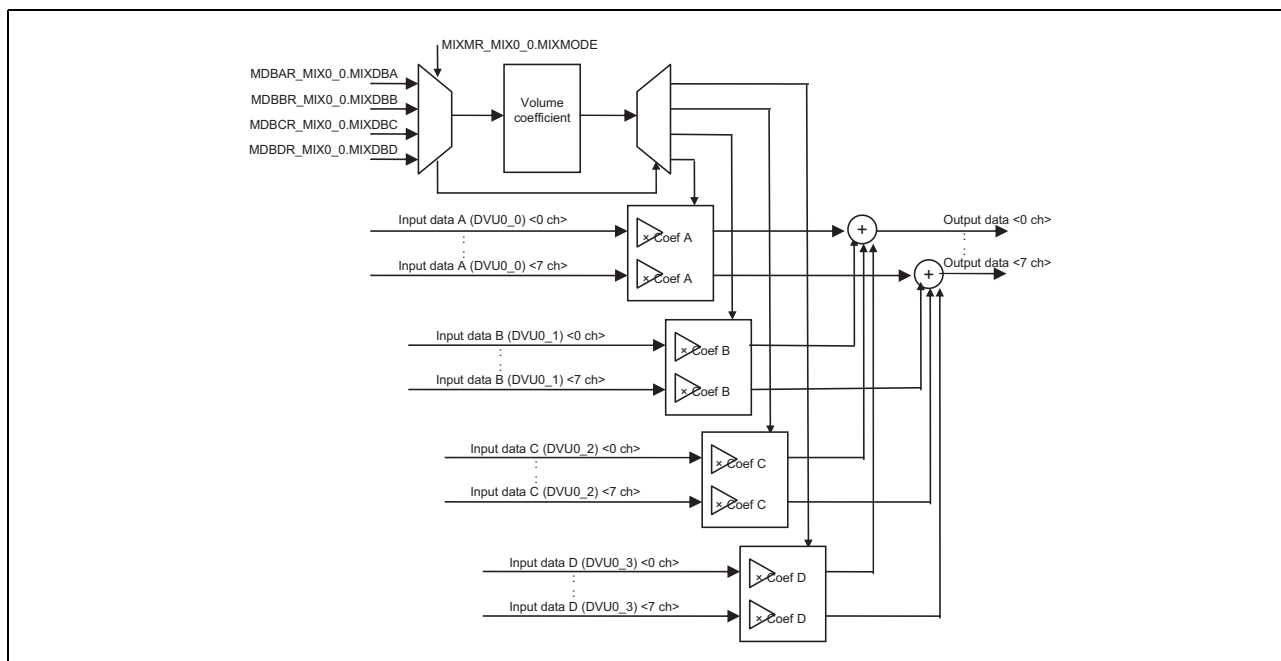 MIXMR_MIX0_0.MIXMODE
MDBAR_MIX0_0.MIXDBA
MDBBR_MIX0_0.MIXDBB
MDBCR_MIX0_0.MIXDBC
MDBDR_MIX0_0.MIXDBD
Volume
coefficient
Input data A (DVU0_0) <0 ch>
× Coef A
+
Output data <0 ch>
Input data A (DVU0_0) <7 ch>
× Coef A
+
Output data <7 ch>
Input data B (DVU0_1) <0 ch>
× Coef B
Input data B (DVU0_1) <7 ch>
× Coef B
Input data C (DVU0_2) <0 ch>
× Coef C
Input data C (DVU0_2) <7 ch>
× Coef C
Input data D (DVU0_3) <0 ch>
× Coef D
Input data D (DVU0_3) <7 ch>
× Coef D